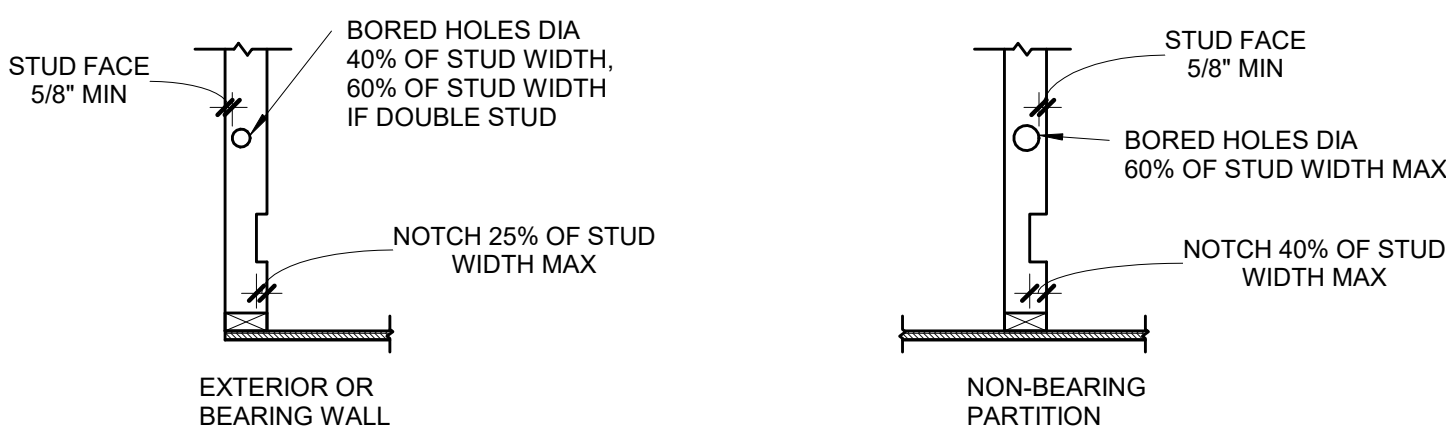 STUD FACE
5/8" MIN
BORED HOLES DIA
40% OF STUD WIDTH,
60% OF STUD WIDTH
IF DOUBLE STUD
NOTCH 25% OF STUD
WIDTH MAX
EXTERIOR OR
BEARING WALL
STUD FACE
5/8" MIN
BORED HOLES DIA
60% OF STUD WIDTH MAX
NOTCH 40% OF STUD
WIDTH MAX
NON-BEARING
PARTITION